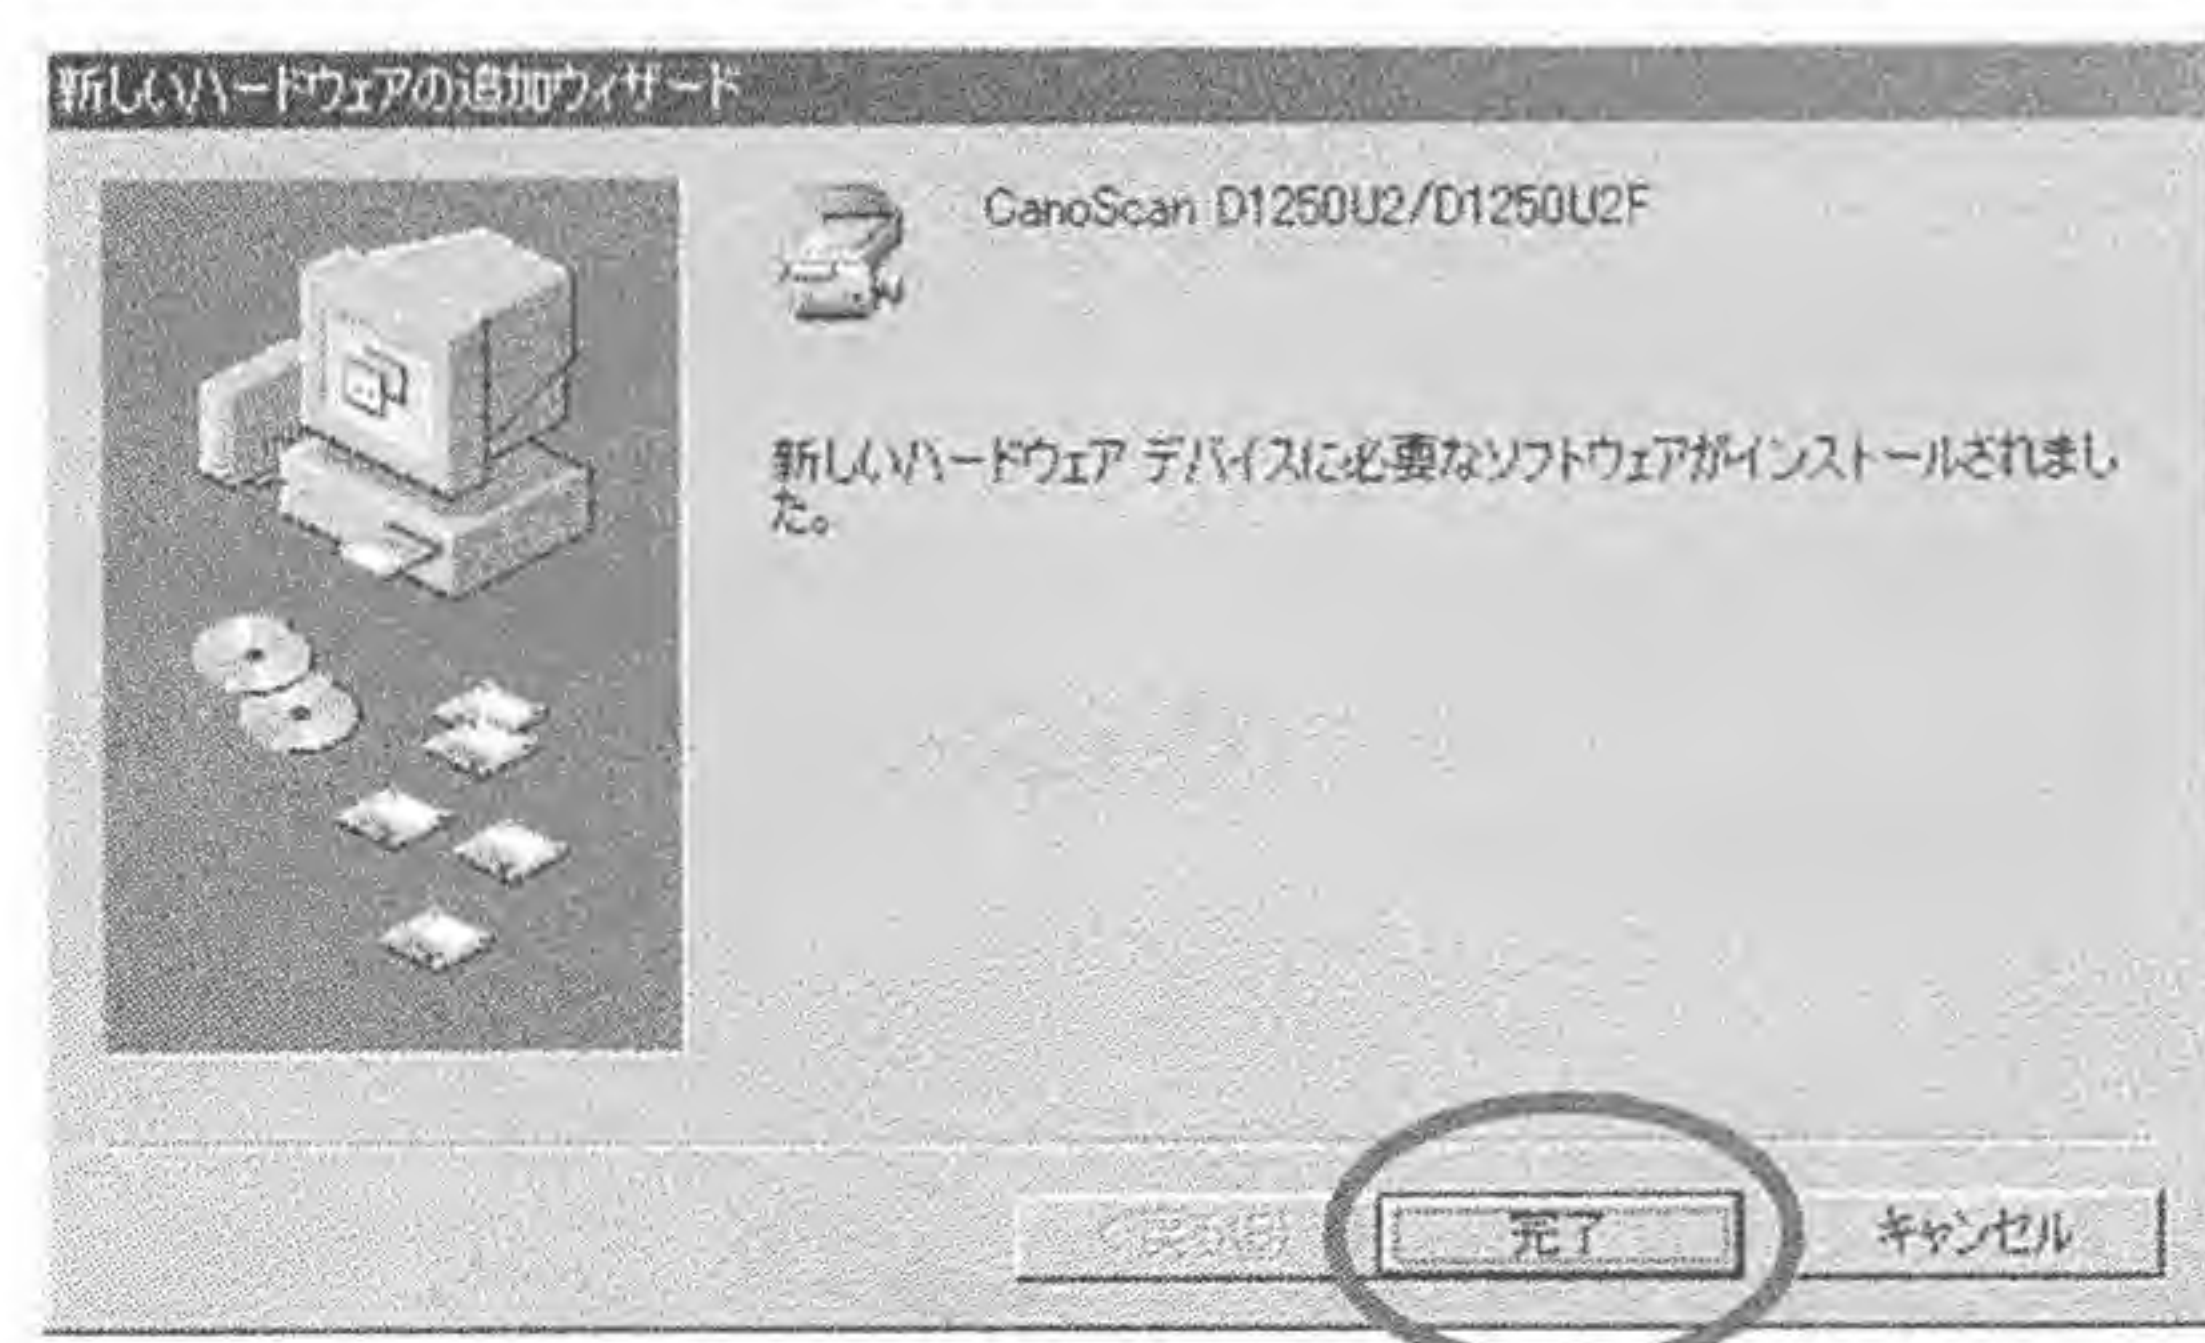 新しいハードウェアの追加ウィザード
CanoScan D1250U2/D1250U2F
新しいハードウェア デバイスに必要なソフトウェアがインストールされまし
た。
完了
キャンセル